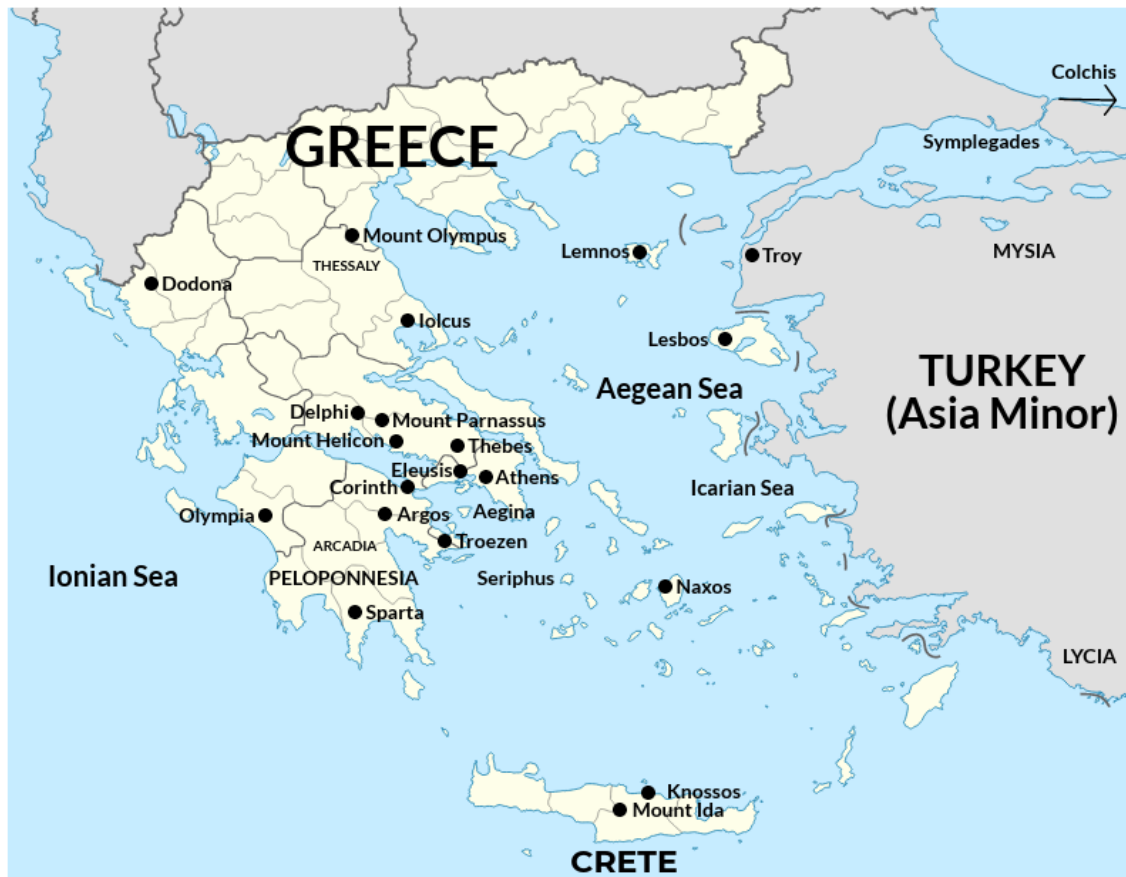 Colchis
GREECE
Symplegades
Mount Olympus
Lemnos
Troy
MYSIA
THESSALY
Dodona
Iolcus
Lesbos
TURKEY
(Asia Minor)
Aegean Sea
Delphi
Mount Parnassus
Mount Helicon
Thebes
Eleusis
Athens
Corinth
Icarian Sea
Olympia
Argos
Aegina
Troezen
ARCADIA
Ionian Sea
PELOPONNESIA
Seriphus
Naxos
Sparta
LYCIA
Knossos
Mount Ida
CRETE